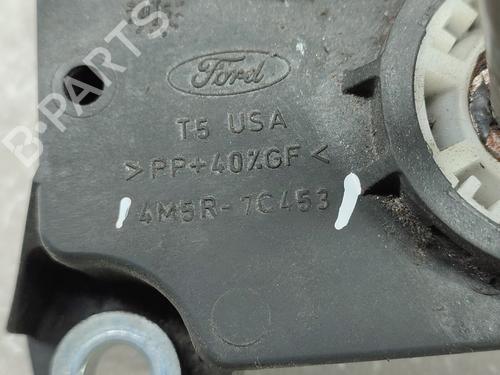 B-PARTS
Ford
T5 USA
>PP+40%GF<
4M5R-7C453